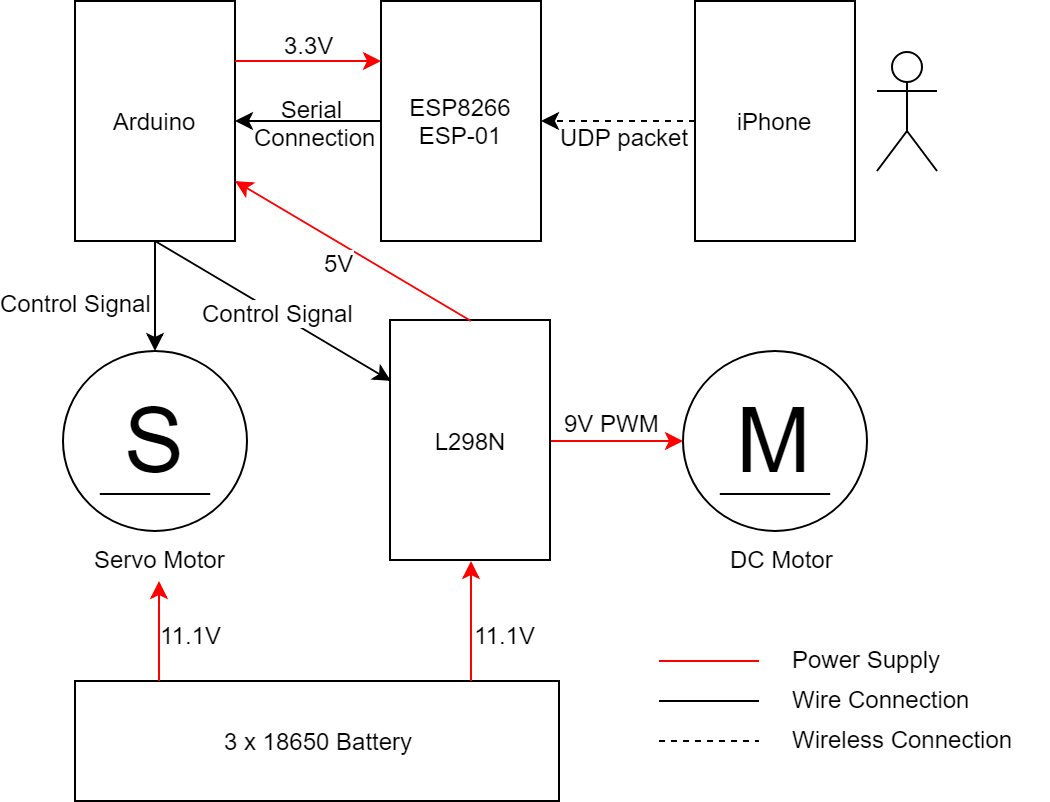 3.3V
Arduino
Serial
Connection
ESP8266
ESP-01
UDP packet
iPhone
5V
Control Signal
Control Signal
S
L298N
9V PWM
M
Servo Motor
DC Motor
11.1V
11.1V
3 x 18650 Battery
Power Supply
Wire Connection
Wireless Connection